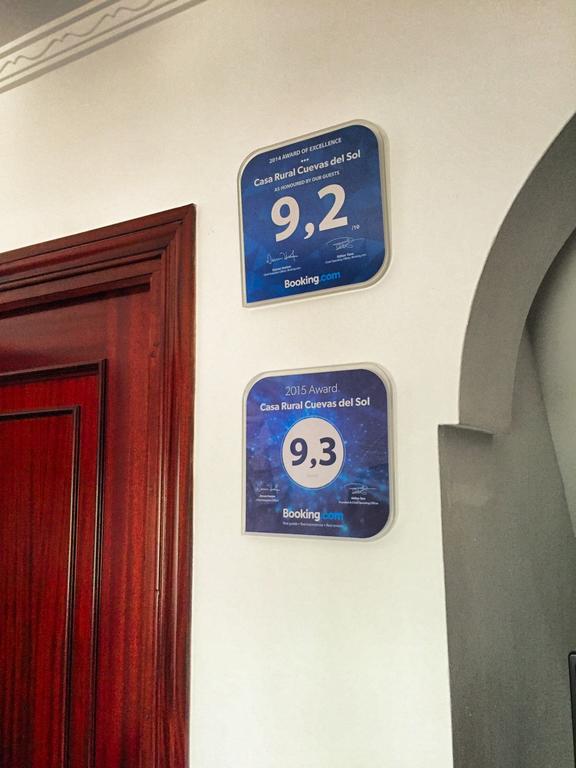 2014 AWARD OF EXCELLENCE
Casa Rural Cuevas del Sol
AS HONOURED BY OUR GUESTS
9,2
/10
Booking.com
2015 Award
Casa Rural Cuevas del Sol
9,3
Booking.com